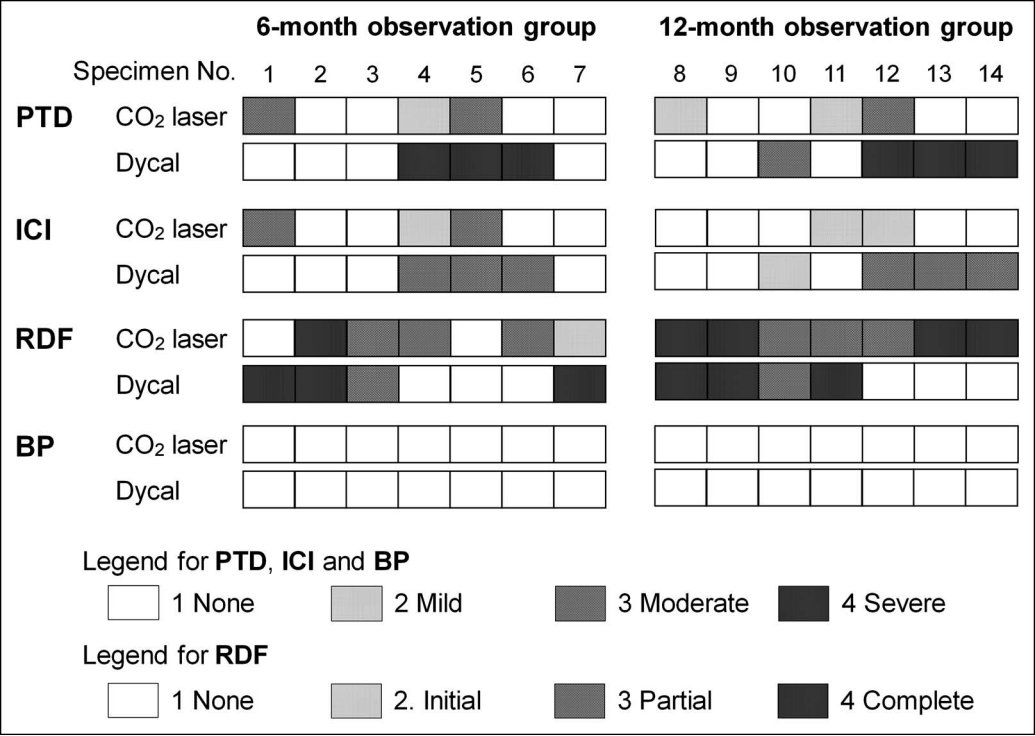 6-month observation group 12-month observation group
Specimen No. 1 2 3 4 5 6 7 8 9 10 11 12 13 14
PTD CO₂ laser
Dycal
ICI CO₂ laser
Dycal
RDF CO₂ laser
Dycal
BP CO₂ laser
Dycal
Legend for PTD, ICI and BP
1 None 2 Mild 3 Moderate 4 Severe
Legend for RDF
1 None 2. Initial 3 Partial 4 Complete